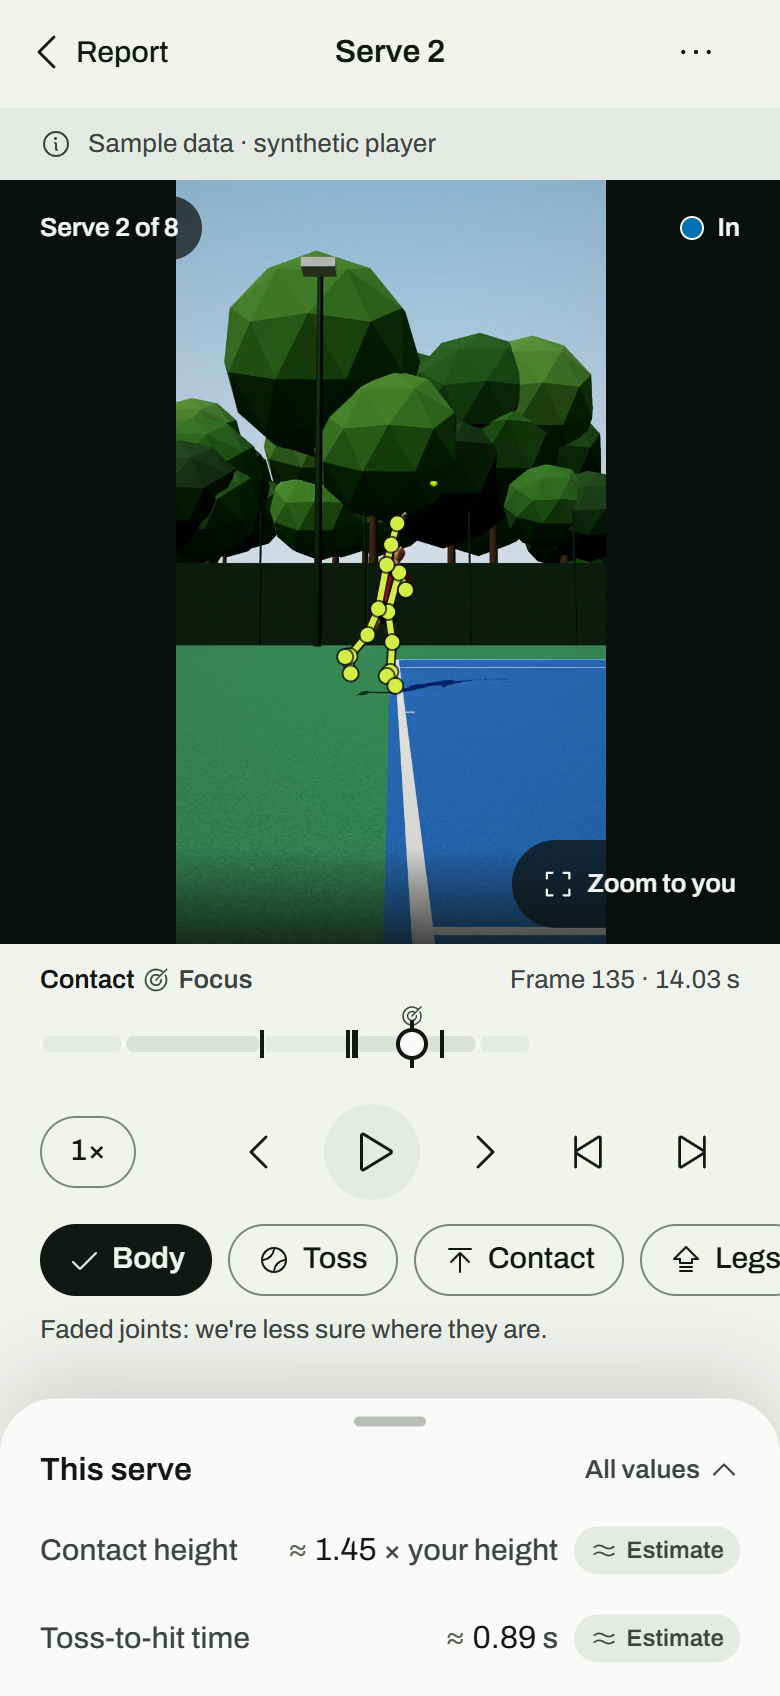 Report
Serve 2
Sample data · synthetic player
Serve 2 of 8
In
Zoom to you
Contact Focus
Frame 135 · 14.03 s
1×
Body
Toss
Contact
Legs
Faded joints: we're less sure where they are.
This serve
All values
Contact height ≈ 1.45 × your height Estimate
Toss-to-hit time ≈ 0.89 s Estimate